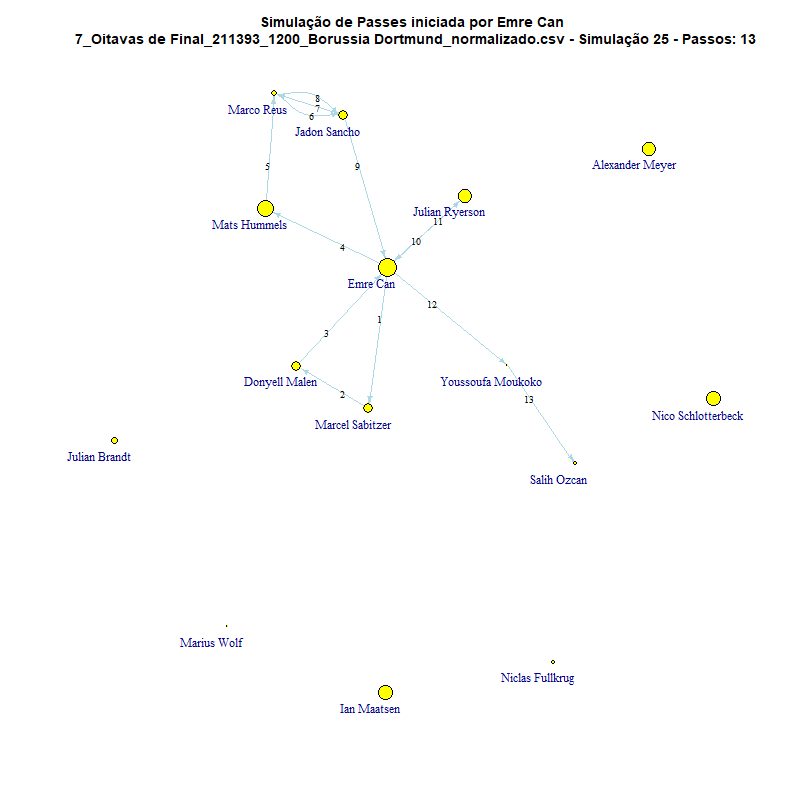 Simulação de Passes iniciada por Emre Can
7_Oitavas de Final_211393_1200_Borussia Dortmund_normalizado.csv - Simulação 25 - Passos: 13
8
Marco Reus
7
6
Jadon Sancho
Alexander Meyer
9
5
Julian Ryerson
Mats Hummels
11
10
4
Emre Can
12
1
3
Donyell Malen
Youssoufa Moukoko
2
13
Nico Schlotterbeck
Marcel Sabitzer
Julian Brandt
Salih Ozcan
Marius Wolf
Niclas Fullkrug
Ian Maatsen